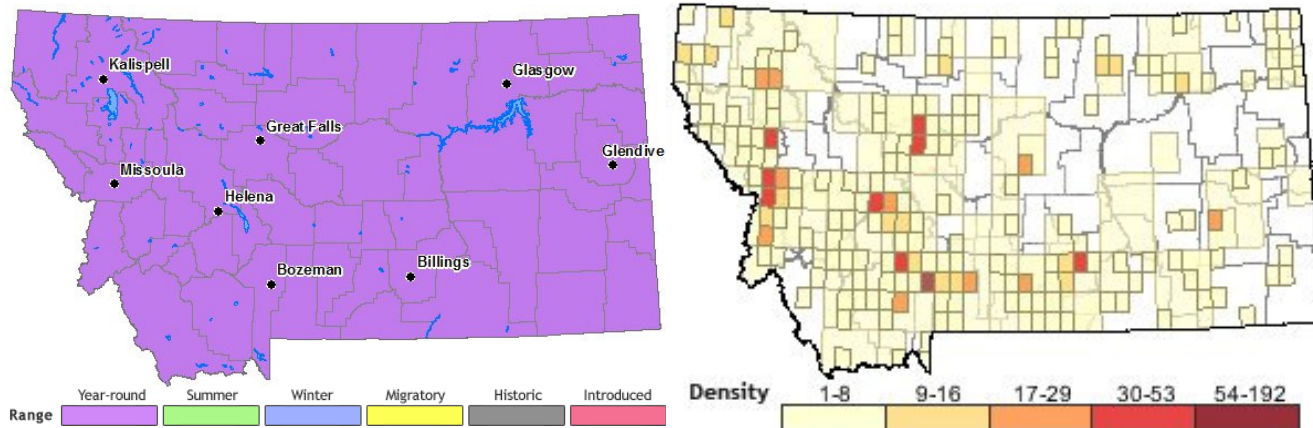 Kalispell
Glasgow
Great Falls
Glendive
Missoula
Helena
Bozeman
Billings
Range Year-round Summer Winter Migratory Historic Introduced
Density 1-8 9-16 17-29 30-53 54-192